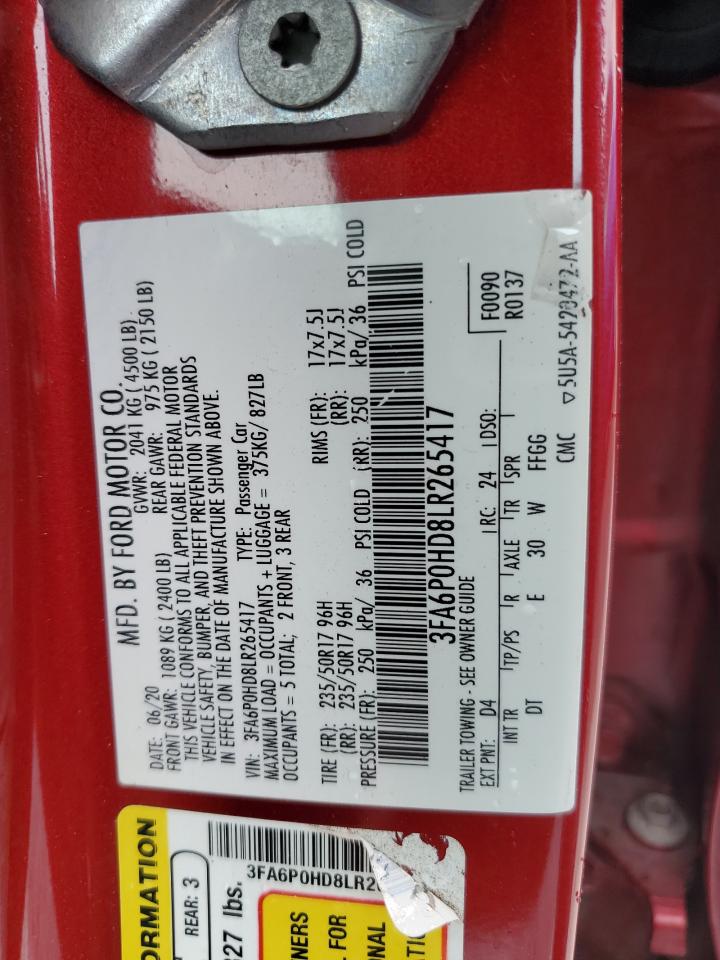 MFD. BY FORD MOTOR CO.
DATE: 06/20 GVWR: 2041 KG ( 4500 LB)
FRONT GAWR: 1089 KG ( 2400 LB) REAR GAWR: 975 KG ( 2150 LB)
THIS VEHICLE CONFORMS TO ALL APPLICABLE FEDERAL MOTOR
VEHICLE SAFETY, BUMPER, AND THEFT PREVENTION STANDARDS
IN EFFECT ON THE DATE OF MANUFACTURE SHOWN ABOVE.
VIN: 3FA6P0HD8LR265417 TYPE: Passenger Car
MAXIMUM LOAD = OCCUPANTS + LUGGAGE = 375KG/ 827LB
OCCUPANTS = 5 TOTAL; 2 FRONT, 3 REAR
TIRE (FR): 235/50R17 96H RIMS (FR): 17x7.5J
(RR): 235/50R17 96H (RR): 17x7.5J
PRESSURE (FR): 250 kPa/ 36 PSI COLD (RR): 250 kPa/ 36 PSI COLD
3FA6P0HD8LR265417
TRAILER TOWING - SEE OWNER GUIDE F0090
EXT PNT: D4 RC: 24 DSO: R0137
INT TR TP/PS R AXLE TR SPR
DT E 30 W FFGG
CMC ▽5U5A-5420472-AA
ORMATION
REAR: 3
827 lbs.
3FA6P0HD8LR2
NERS
FOR
ONAL